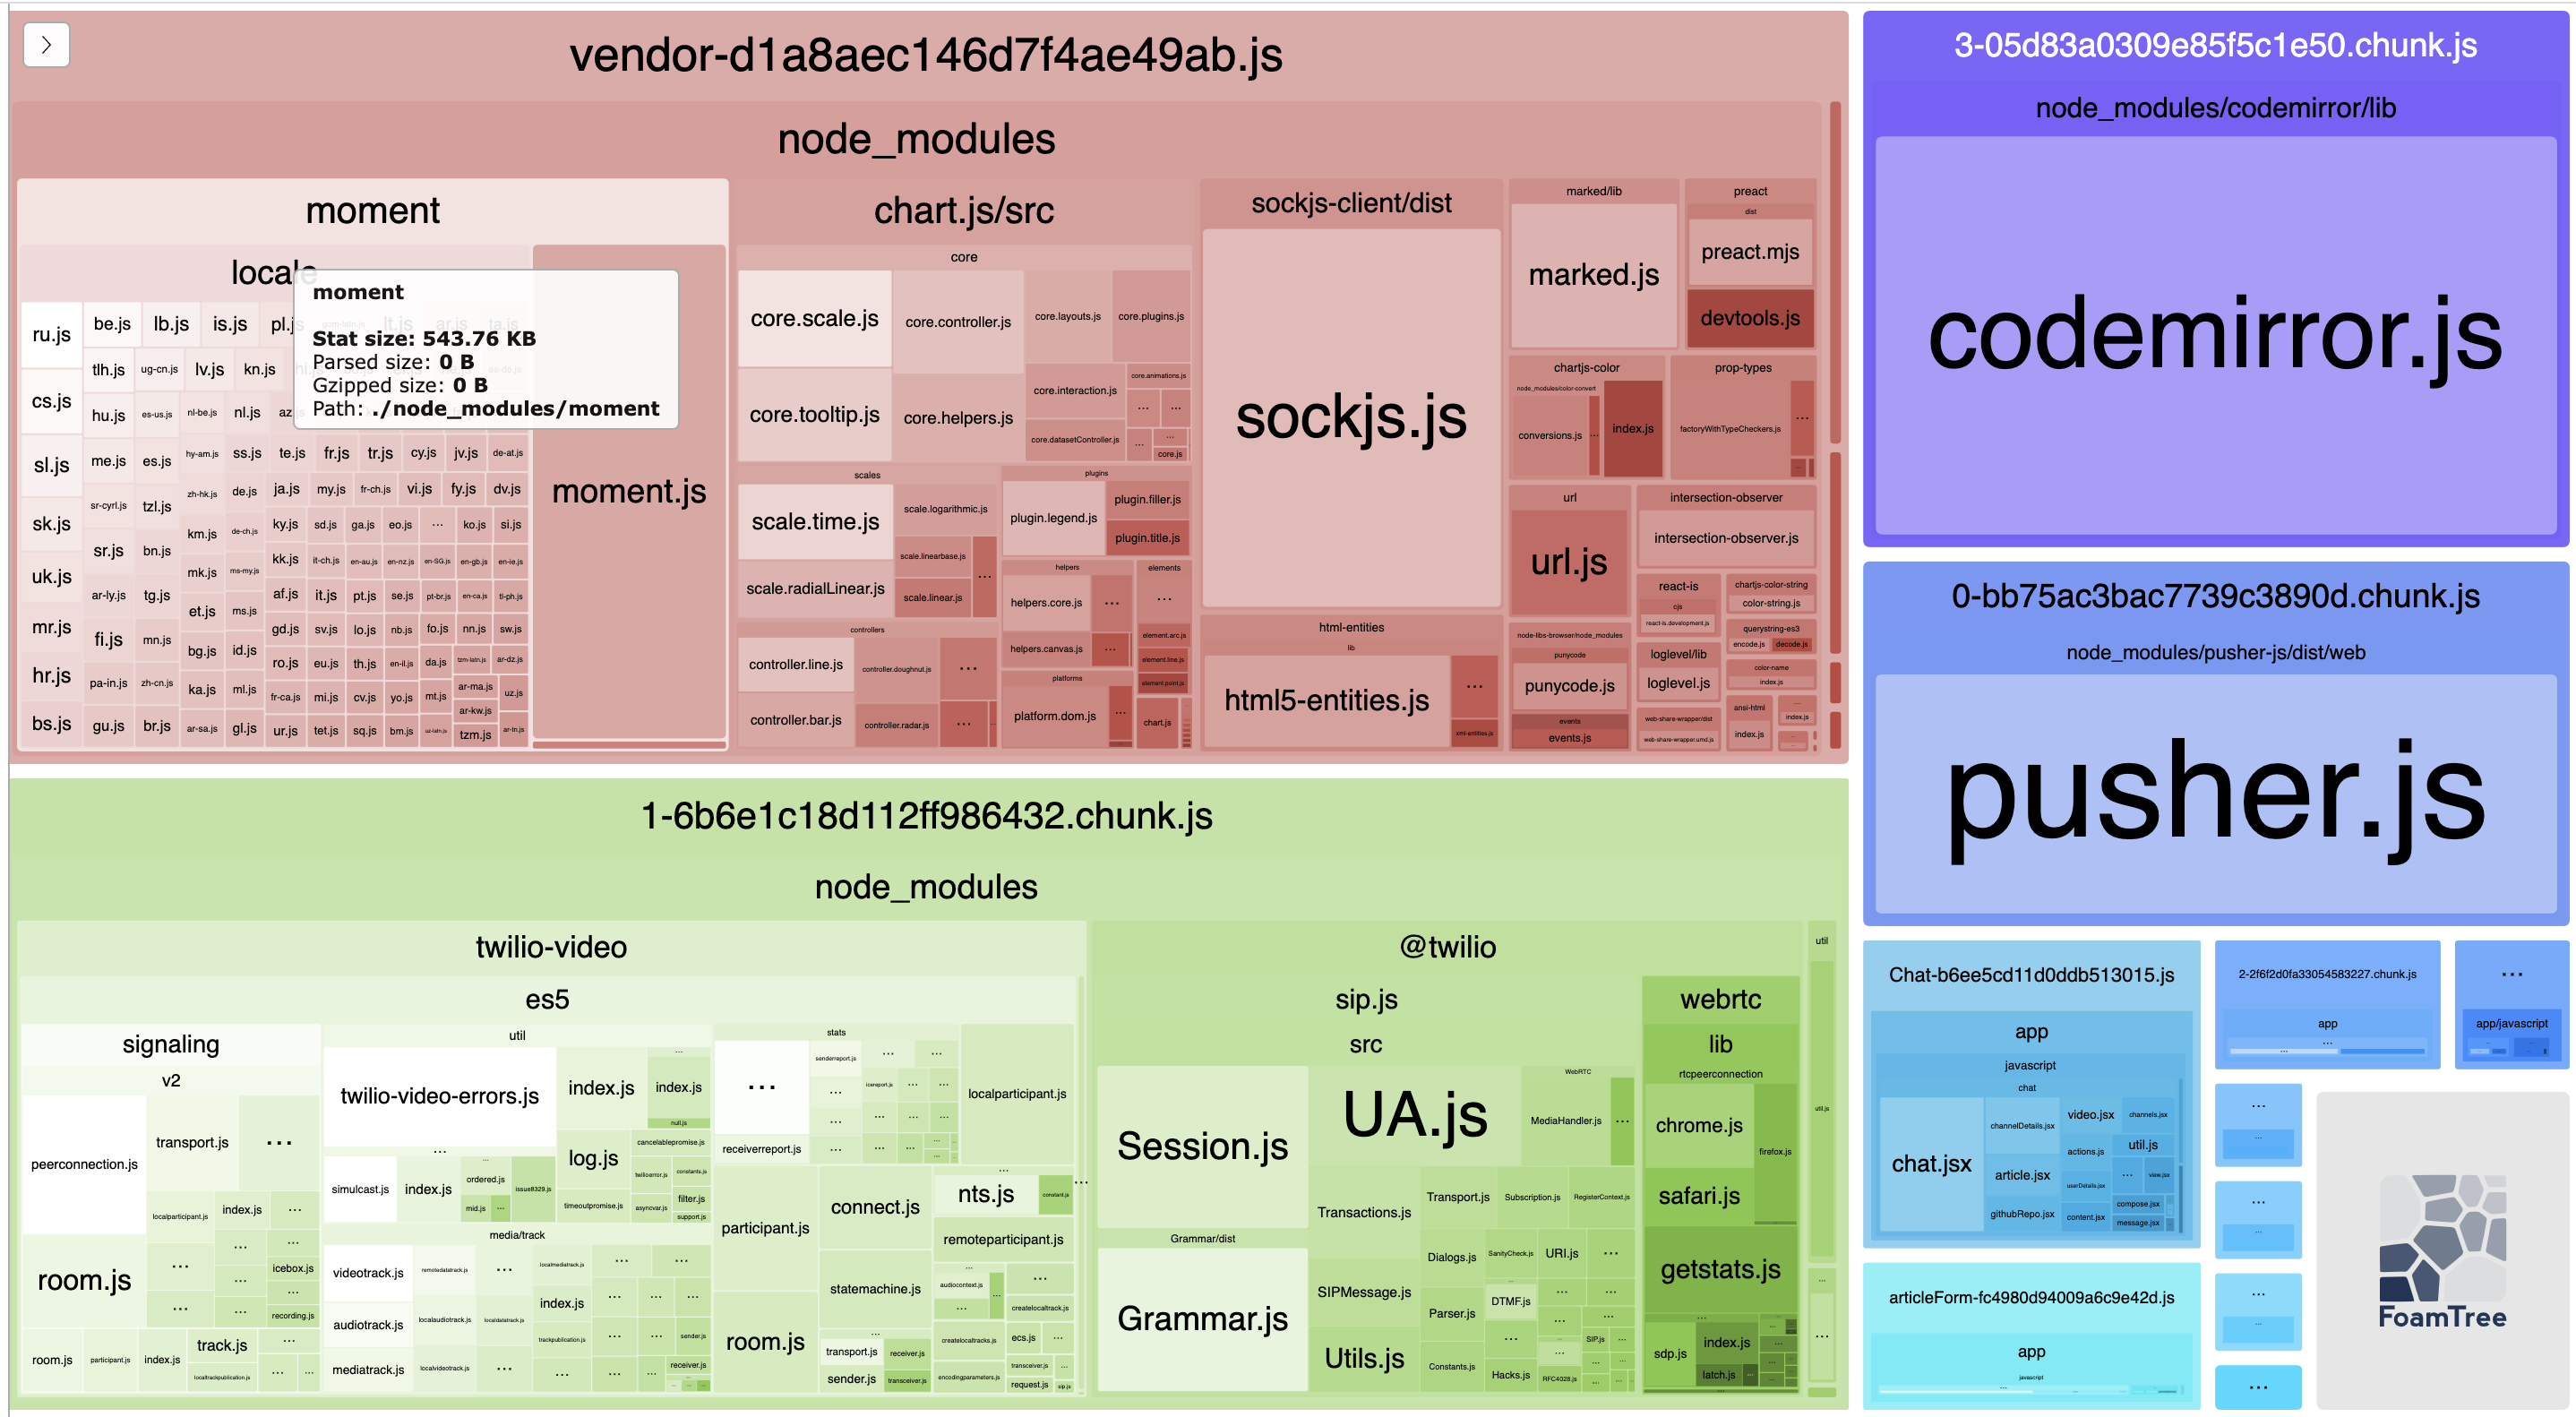 vendor-d1a8aec146d7f4ae49ab.js
node_modules
moment
locale
moment
Stat size: 543.76 KB
Parsed size: 0 B
Gzipped size: 0 B
Path: ./node_modules/moment
ru.js
be.js
lb.js
is.js
pl.js
cs.js
tlh.js
ug-cn.js
lv.js
kn.js
hu.js
es-us.js
nl-be.js
nl.js
sl.js
me.js
es.js
hy-am.js
ss.js
te.js
fr.js
tr.js
cy.js
jv.js
de-at.js
sk.js
sr-cyrl.js
tzl.js
zh-hk.js
de.js
ja.js
my.js
fr-ch.js
vi.js
fy.js
dv.js
sr.js
bn.js
km.js
de-ch.js
ky.js
sd.js
ga.js
eo.js
...
ko.js
si.js
uk.js
mk.js
ms-my.js
kk.js
it-ch.js
en-au.js
en-nz.js
en-SG.js
en-gb.js
en-ie.js
ar-ly.js
tg.js
et.js
ms.js
af.js
it.js
pt.js
se.js
pt-br.js
en-ca.js
tl-ph.js
mr.js
fi.js
mn.js
bg.js
id.js
gd.js
sv.js
lo.js
nb.js
fo.js
nn.js
sw.js
hr.js
pa-in.js
zh-cn.js
ka.js
ml.js
ro.js
eu.js
th.js
en-il.js
da.js
tzm-latn.js
ar-dz.js
fr-ca.js
mi.js
cv.js
yo.js
mt.js
ar-ma.js
uz.js
bs.js
gu.js
br.js
ar-sa.js
gl.js
ur.js
tet.js
sq.js
bm.js
uz-latn.js
ar-kw.js
tzm.js
ar-tn.js
moment.js
chart.js/src
core
core.scale.js
core.controller.js
core.layouts.js
core.plugins.js
core.tooltip.js
core.helpers.js
core.interaction.js
core.animations.js
core.datasetController.js
core.js
scales
scale.time.js
scale.logarithmic.js
scale.linearbase.js
scale.radialLinear.js
scale.linear.js
plugins
plugin.legend.js
plugin.filler.js
plugin.title.js
helpers
helpers.core.js
helpers.canvas.js
elements
element.arc.js
element.line.js
element.point.js
controllers
controller.line.js
controller.doughnut.js
controller.bar.js
controller.radar.js
platforms
platform.dom.js
chart.js
sockjs-client/dist
sockjs.js
html-entities
lib
html5-entities.js
xml-entities.js
marked/lib
marked.js
preact
dist
preact.mjs
devtools.js
chartjs-color
node_modules/color-convert
conversions.js
index.js
prop-types
factoryWithTypeCheckers.js
url
url.js
intersection-observer
intersection-observer.js
react-is
cjs
react-is.development.js
chartjs-color-string
color-string.js
querystring-es3
encode.js
decode.js
node-libs-browser/node_modules
punycode
punycode.js
loglevel/lib
loglevel.js
color-name
index.js
events
events.js
web-share-wrapper/dist
web-share-wrapper.umd.js
ansi-html
index.js
index.js
3-05d83a0309e85f5c1e50.chunk.js
node_modules/codemirror/lib
codemirror.js
0-bb75ac3bac7739c3890d.chunk.js
node_modules/pusher-js/dist/web
pusher.js
1-6b6e1c18d112ff986432.chunk.js
node_modules
twilio-video
es5
signaling
v2
peerconnection.js
transport.js
...
localparticipant.js
index.js
room.js
icebox.js
recording.js
room.js
participant.js
index.js
track.js
localtrackpublication.js
util
twilio-video-errors.js
index.js
index.js
null.js
simulcast.js
index.js
ordered.js
mid.js
issue8329.js
log.js
cancelablepromise.js
twilioerror.js
constants.js
filter.js
timeoutpromise.js
asyncvar.js
support.js
media/track
videotrack.js
remotedatatrack.js
localmediatrack.js
audiotrack.js
localaudiotrack.js
localdatatrack.js
index.js
mediatrack.js
localvideotrack.js
trackpublication.js
sender.js
receiver.js
stats
...
senderreport.js
icereport.js
receiverreport.js
localparticipant.js
participant.js
room.js
connect.js
nts.js
constant.js
remoteparticipant.js
statemachine.js
audiocontext.js
createlocaltrack.js
transport.js
receiver.js
createlocaltracks.js
ecs.js
sender.js
transceiver.js
encodingparameters.js
transceiver.js
request.js
sip.js
@twilio
sip.js
src
Session.js
UA.js
WebRTC
MediaHandler.js
Grammar/dist
Grammar.js
Transactions.js
Transport.js
Subscription.js
RegisterContext.js
SIPMessage.js
Dialogs.js
SanityCheck.js
URI.js
DTMF.js
Parser.js
SIP.js
Utils.js
Constants.js
Hacks.js
RFC4028.js
webrtc
lib
rtcpeerconnection
chrome.js
firefox.js
safari.js
getstats.js
sdp.js
index.js
latch.js
util
util.js
Chat-b6ee5cd11d0ddb513015.js
app
javascript
chat
chat.jsx
channelDetails.jsx
video.jsx
channels.jsx
actions.js
util.js
article.jsx
userDetails.jsx
view.jsx
compose.jsx
githubRepo.jsx
content.jsx
message.jsx
articleForm-fc4980d94009a6c9e42d.js
app
javascript
2-2f6f2d0fa33054583227.chunk.js
app
...
app/javascript
FoamTree